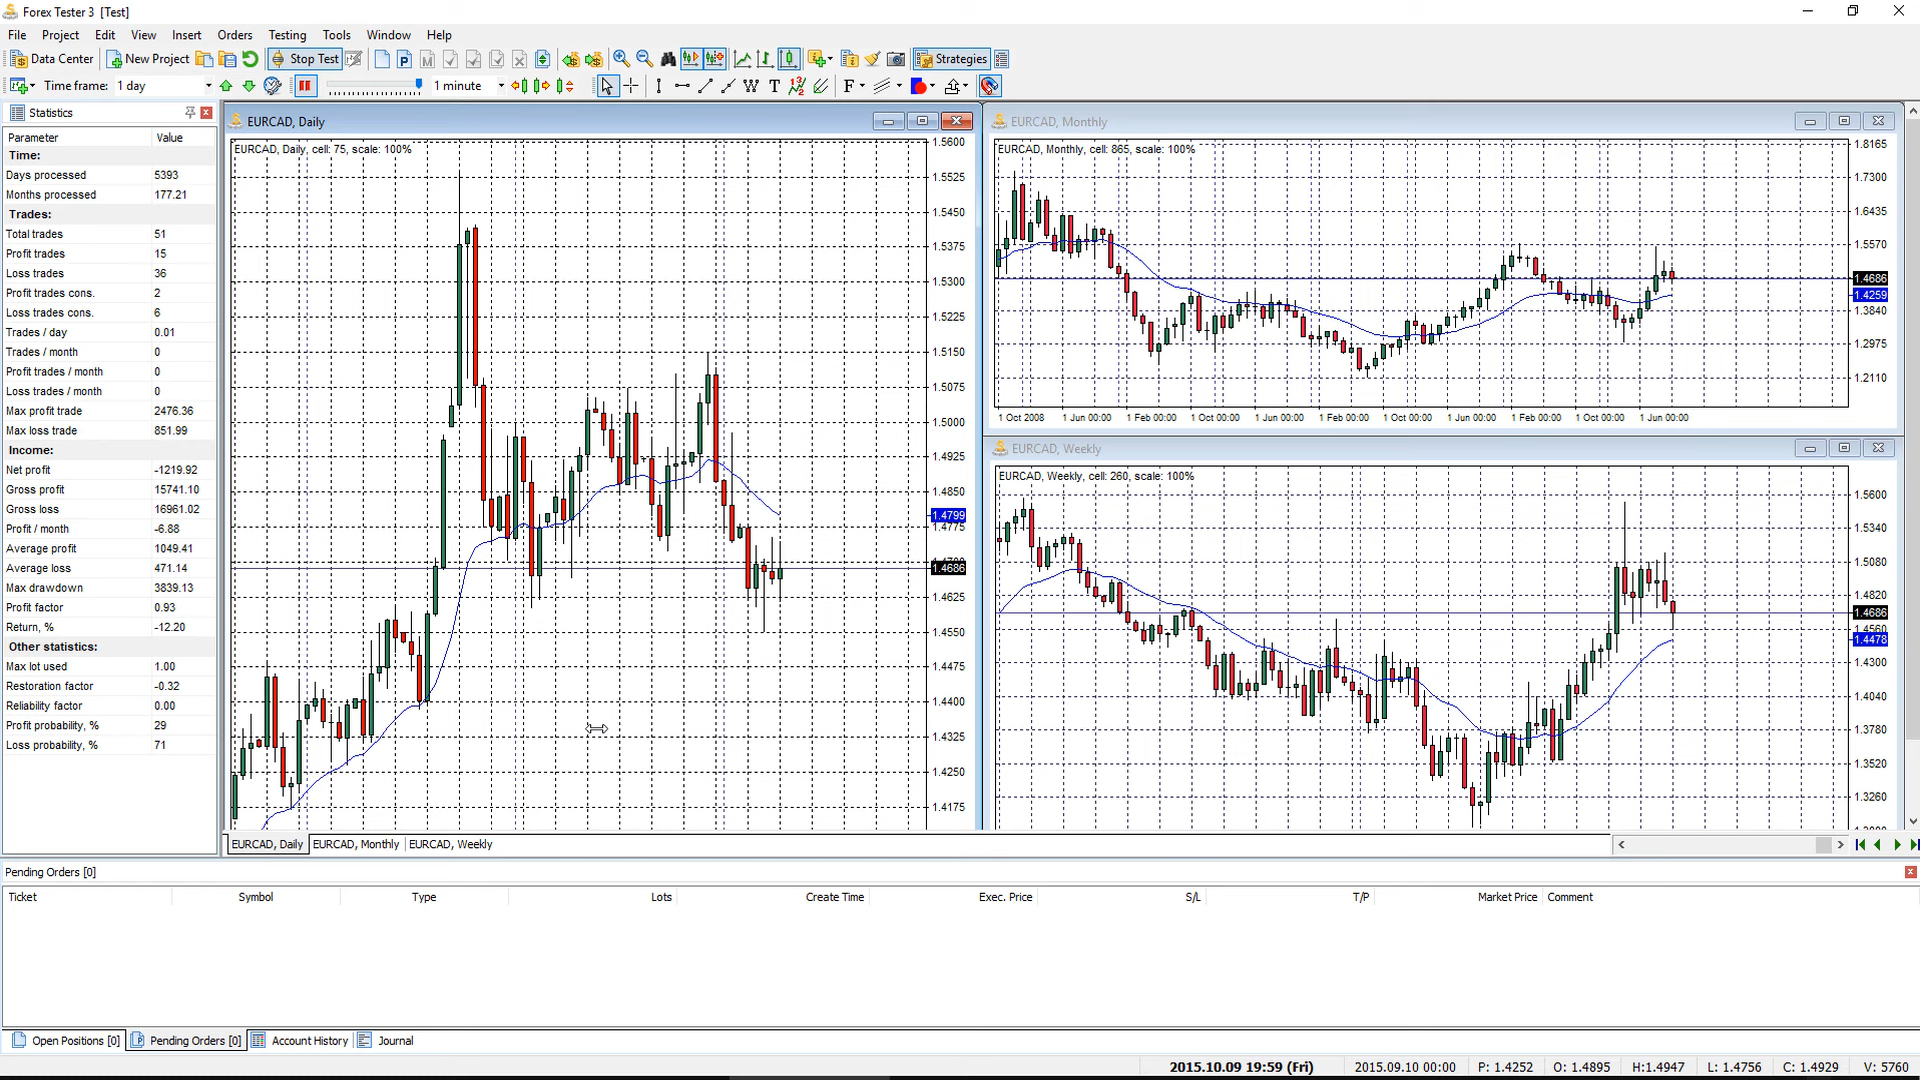 Forex Tester 3 [Test]
File Project Edit View Insert Orders Testing Tools Window Help
Data Center New Project Stop Test Strategies
Time frame: 1 day 1 minute
Statistics
Parameter Value
Time:
Days processed 5393
Months processed 177.21
Trades:
Total trades 51
Profit trades 15
Loss trades 36
Profit trades cons. 2
Loss trades cons. 6
Trades / day 0.01
Trades / month 0
Profit trades / month 0
Loss trades / month 0
Max profit trade 2476.36
Max loss trade 851.99
Income:
Net profit -1219.92
Gross profit 15741.10
Gross loss 16961.02
Profit / month -6.88
Average profit 1049.41
Average loss 471.14
Max drawdown 3839.13
Profit factor 0.93
Return, % -12.20
Other statistics:
Max lot used 1.00
Restoration factor -0.32
Reliability factor 0.00
Profit probability, % 29
Loss probability, % 71
EURCAD, Daily
EURCAD, Daily, cell: 75, scale: 100%
1.5600
1.5525
1.5450
1.5375
1.5300
1.5225
1.5150
1.5075
1.5000
1.4925
1.4850
1.4799
1.4775
1.4686
1.4625
1.4550
1.4475
1.4400
1.4325
1.4250
1.4175
EURCAD, Monthly
EURCAD, Monthly, cell: 865, scale: 100%
1.8165
1.7300
1.6435
1.5570
1.4686
1.4259
1.3840
1.2975
1.2110
1 Oct 2008 1 Jun 00:00 1 Feb 00:00 1 Oct 00:00 1 Jun 00:00 1 Feb 00:00 1 Oct 00:00 1 Jun 00:00 1 Feb 00:00 1 Oct 00:00 1 Jun 00:00
EURCAD, Weekly
EURCAD, Weekly, cell: 260, scale: 100%
1.5600
1.5340
1.5080
1.4820
1.4686
1.4560
1.4478
1.4300
1.4040
1.3780
1.3520
1.3260
EURCAD, Daily EURCAD, Monthly EURCAD, Weekly
Pending Orders [0]
Ticket Symbol Type Lots Create Time Exec. Price S/L T/P Market Price Comment
Open Positions [0] Pending Orders [0] Account History Journal
2015.10.09 19:59 (Fri) 2015.09.10 00:00 P: 1.4252 O: 1.4895 H:1.4947 L: 1.4756 C: 1.4929 V: 5760